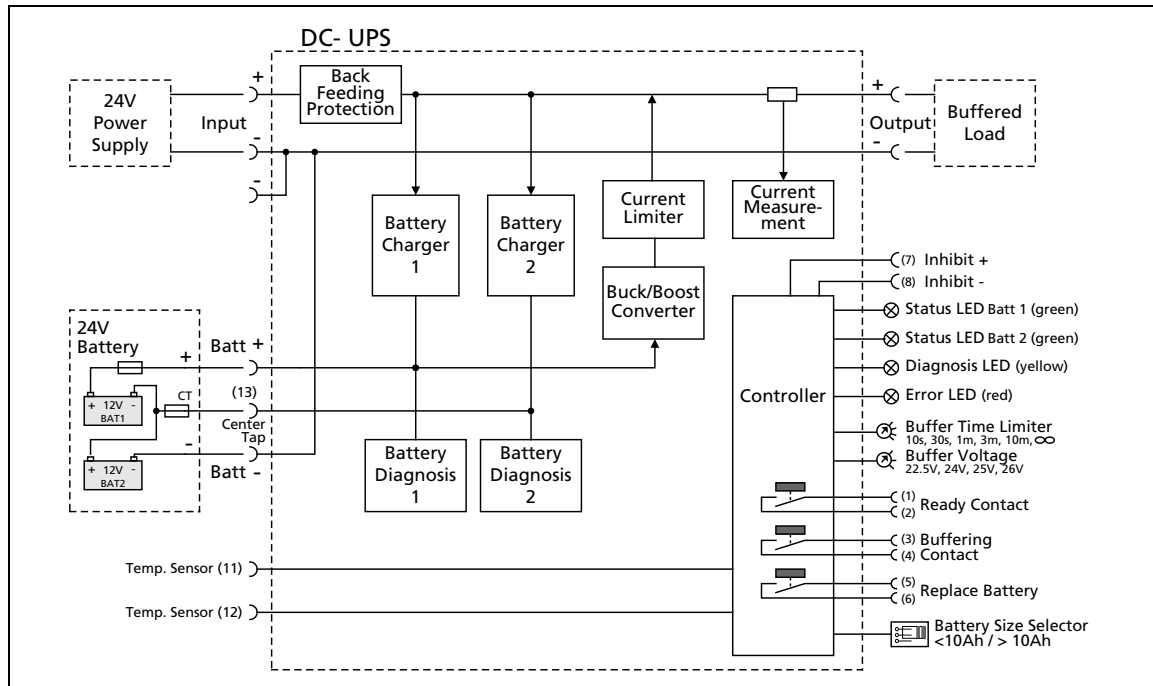 DC- UPS
24V
Power
Supply
+
Input
-
-
Back
Feeding
Protection
+
Output
-
Buffered
Load
Battery
Charger
1
Battery
Charger
2
Current
Limiter
Current
Measure-
ment
Buck/Boost
Converter
24V
Battery
+
Batt +
+ 12V -
BAT1
CT
(13)
Center
Tap
-
Batt -
+ 12V -
BAT2
Battery
Diagnosis
1
Battery
Diagnosis
2
Temp. Sensor (11)
Temp. Sensor (12)
Controller
(7) Inhibit +
(8) Inhibit -
Status LED Batt 1 (green)
Status LED Batt 2 (green)
Diagnosis LED (yellow)
Error LED (red)
Buffer Time Limiter
10s, 30s, 1m, 3m, 10m, ∞
Buffer Voltage
22.5V, 24V, 25V, 26V
(1)
(2)
Ready Contact
(3) Buffering
(4) Contact
(5)
(6)
Replace Battery
Battery Size Selector
<10Ah / > 10Ah